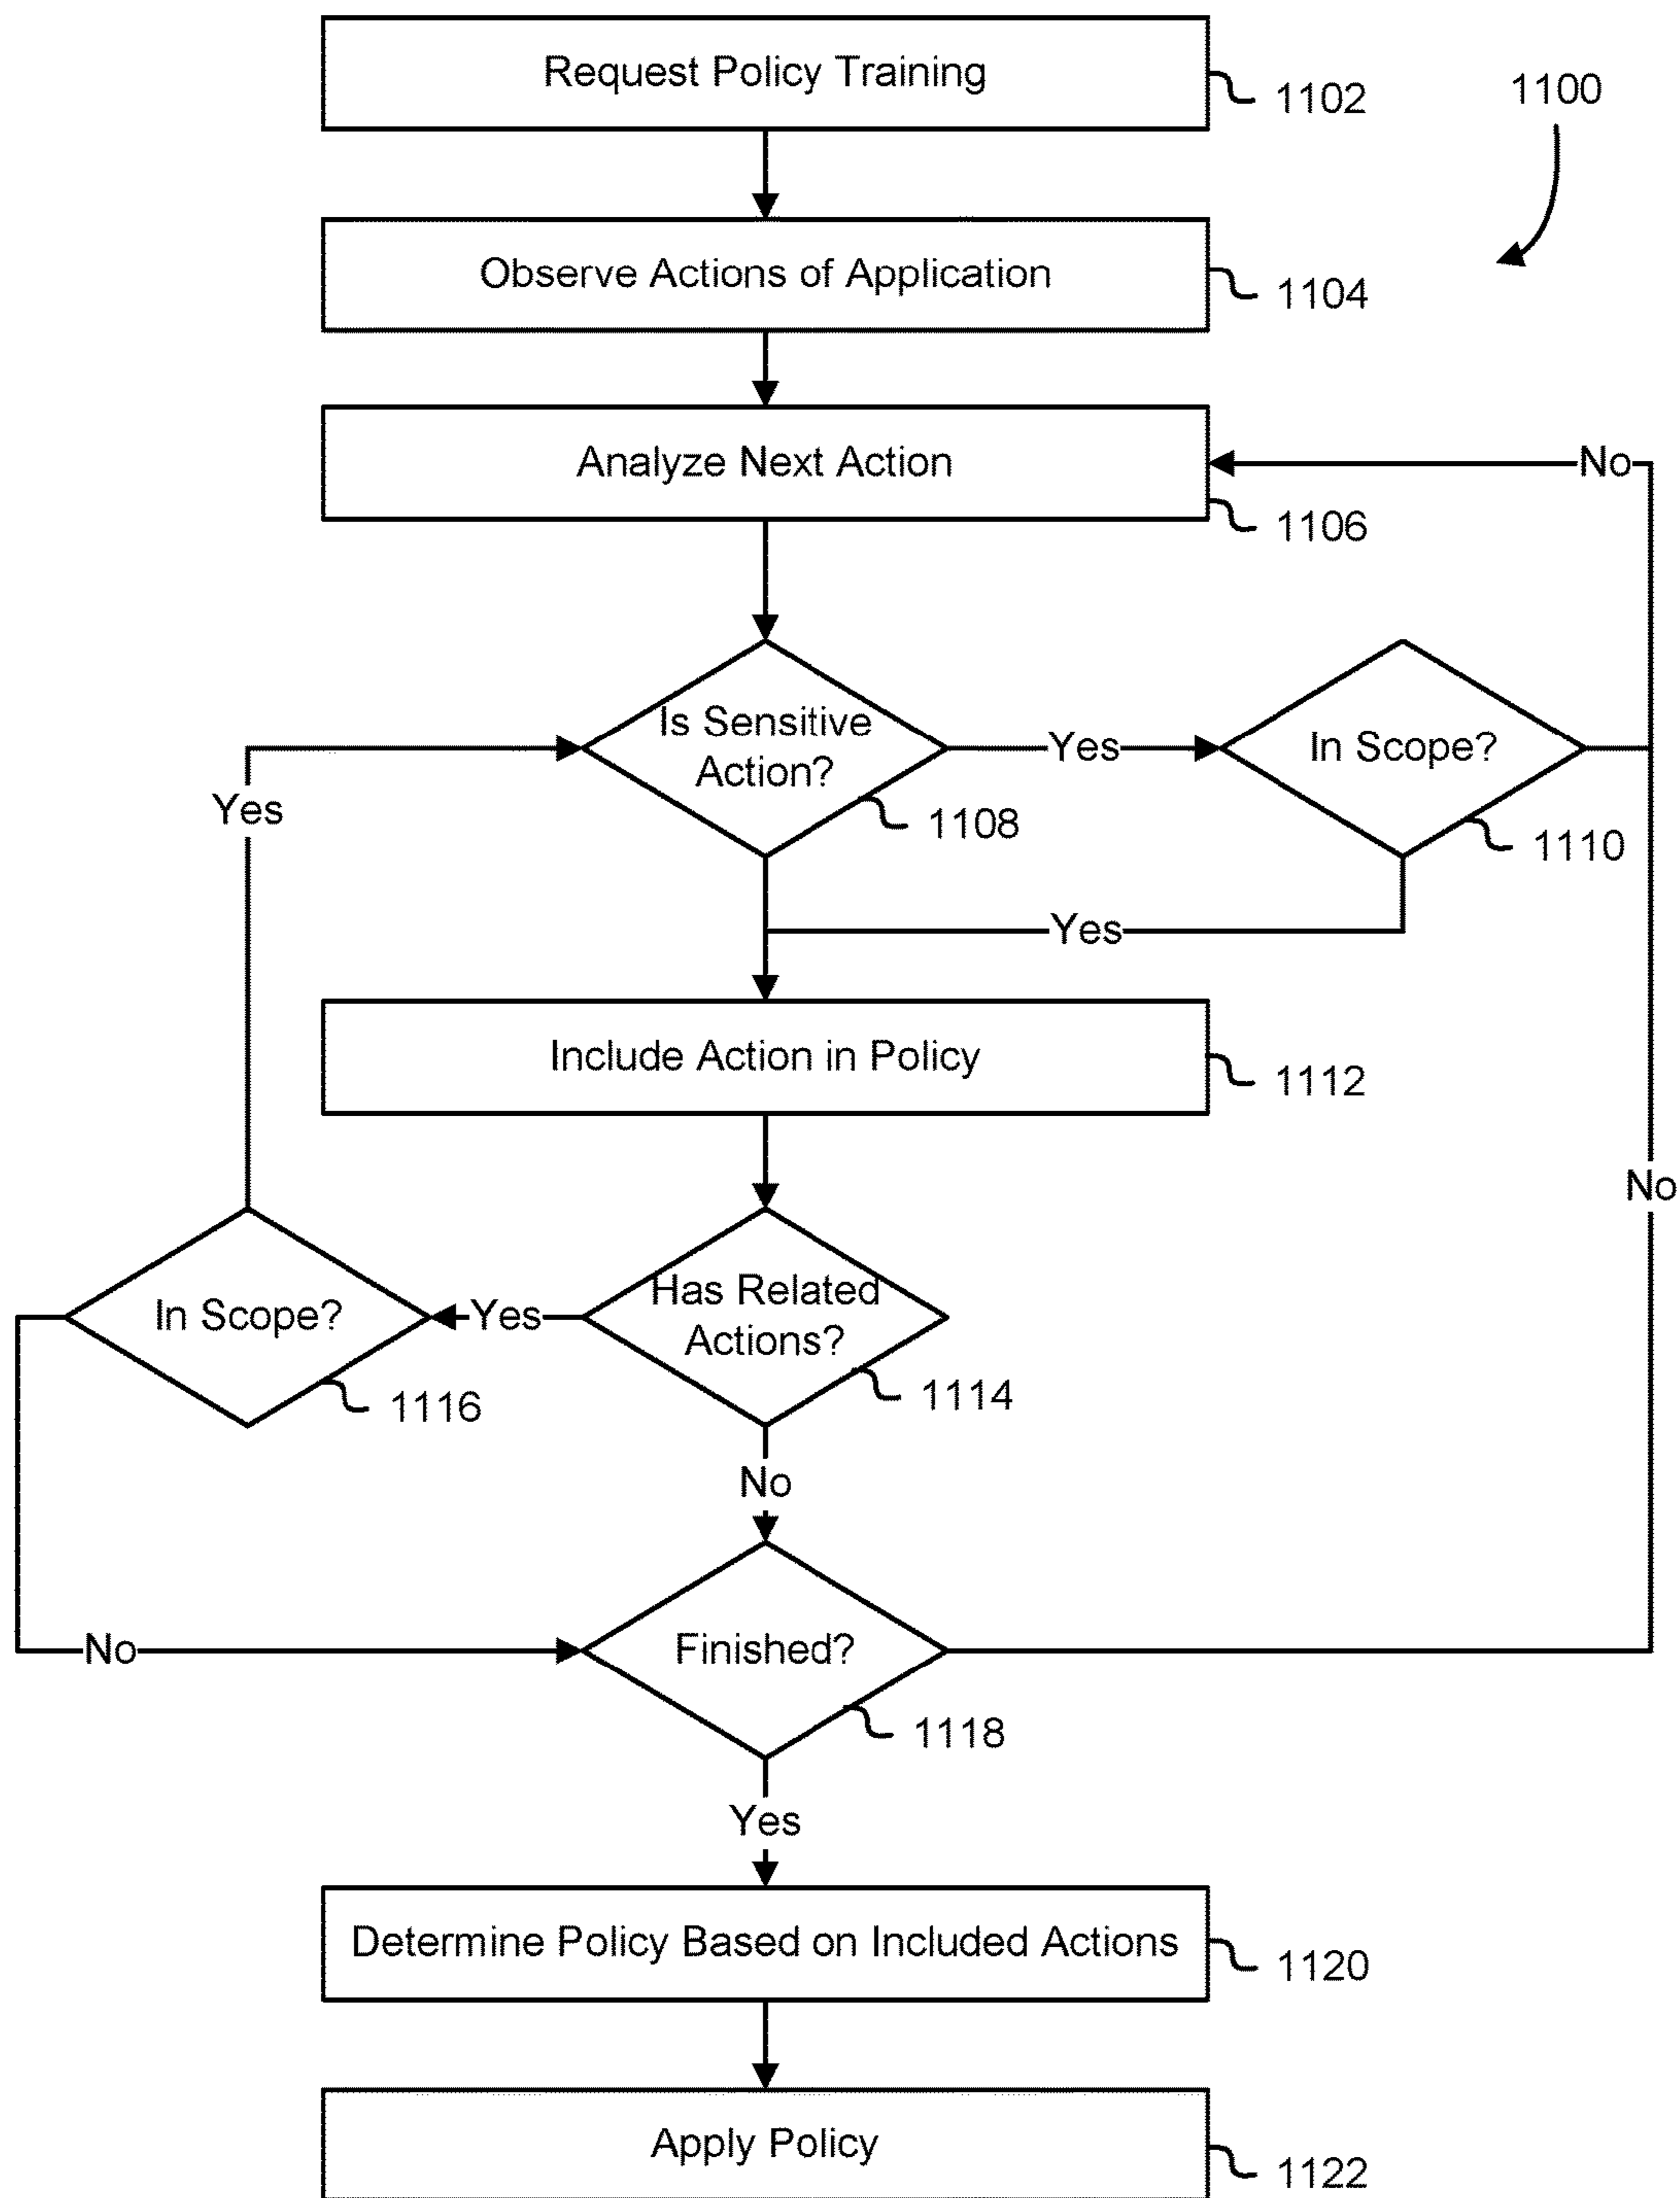 Request Policy Training
1102
1100
Observe Actions of Application
1104
Analyze Next Action
No
1106
Is Sensitive
Action?
Yes
In Scope?
Yes
1108
1110
Yes
Include Action in Policy
1112
No
Has Related
Actions?
Yes
In Scope?
1114
1116
No
Finished?
No
1118
Yes
Determine Policy Based on Included Actions
1120
Apply Policy
1122